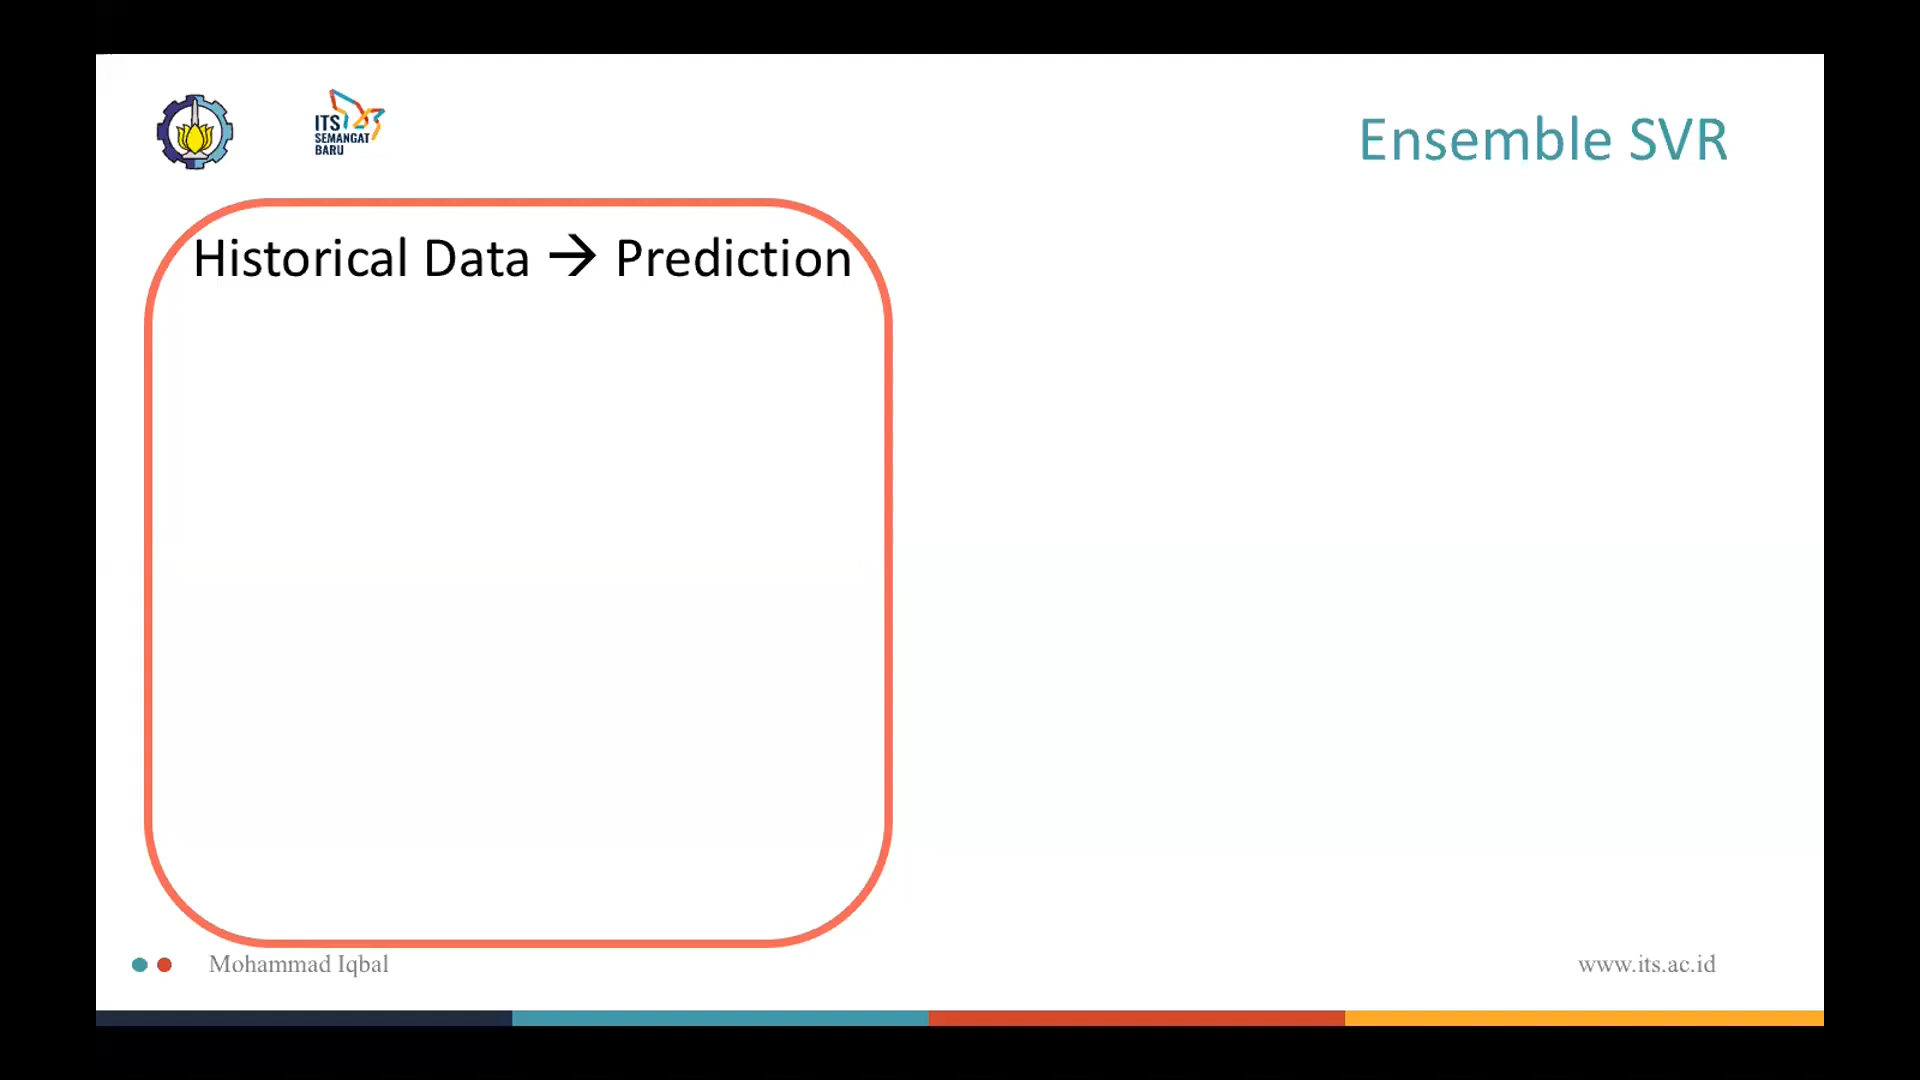 ITS
SEMANGAT
BARU
Ensemble SVR
Historical Data → Prediction
Mohammad Iqbal
www.its.ac.id